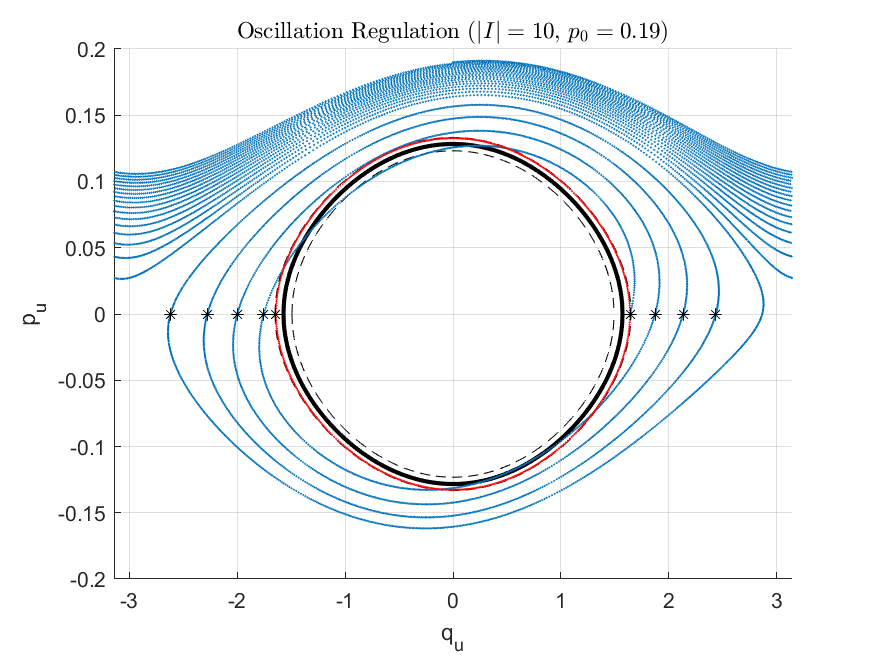 Oscillation Regulation (|I| = 10, p₀ = 0.19)
0.2
0.15
0.1
0.05
0
-0.05
-0.1
-0.15
-0.2
pᵤ
-3 -2 -1 0 1 2 3
qᵤ